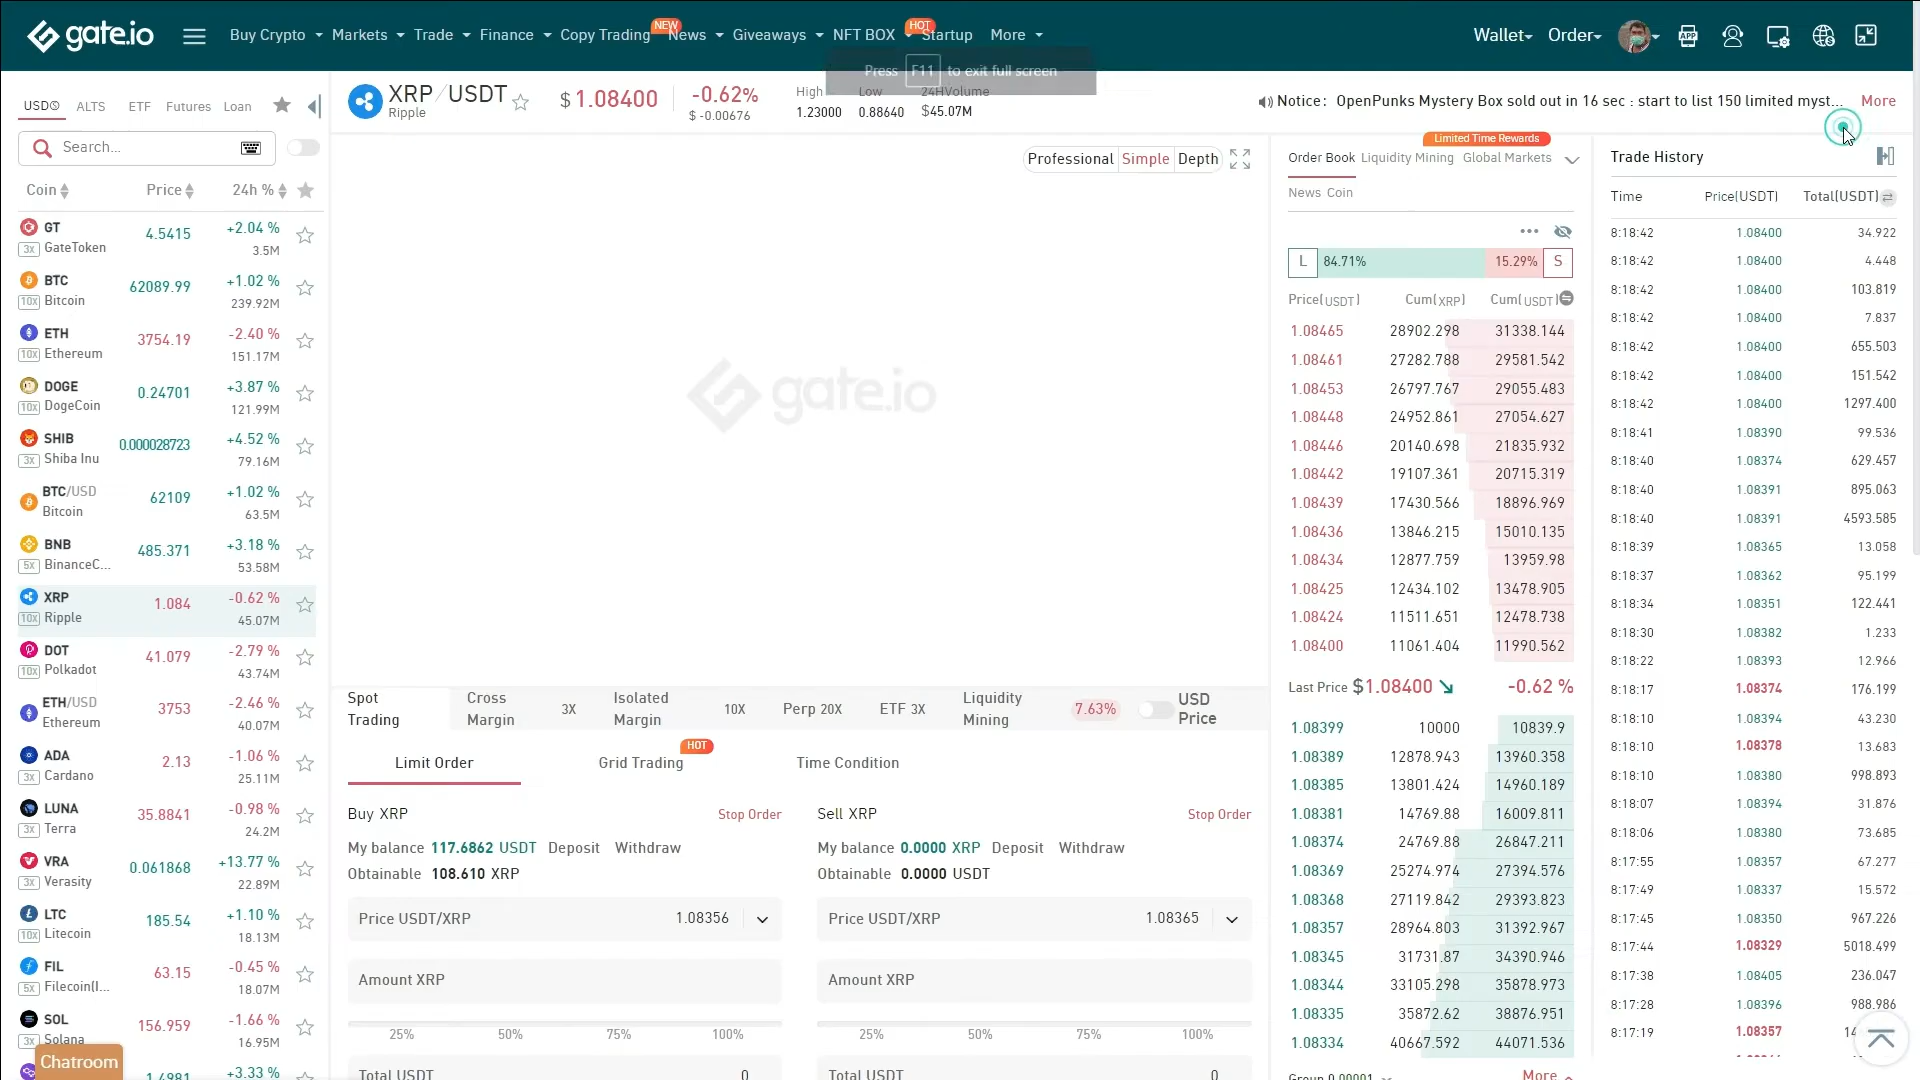 gate.io
Buy Crypto Markets Trade Finance Copy Trading NEW News Giveaways NFT BOX HOT Startup More
Wallet Order
Press F11 to exit full screen
USDⓈ ALTS ETF Futures Loan
Search...
Coin Price 24h %
GT 4.5415 +2.04 %
3X GateToken 3.5M
BTC 62089.99 +1.02 %
10X Bitcoin 239.92M
ETH 3754.19 -2.40 %
10X Ethereum 151.17M
DOGE 0.24701 +3.87 %
10X DogeCoin 121.99M
SHIB 0.000028723 +4.52 %
3X Shiba Inu 79.16M
BTC/USD 62109 +1.02 %
Bitcoin 63.5M
BNB 485.371 +3.18 %
5X BinanceC... 53.58M
XRP 1.084 -0.62 %
10X Ripple 45.07M
DOT 41.079 -2.79 %
10X Polkadot 43.74M
ETH/USD 3753 -2.46 %
Ethereum 40.07M
ADA 2.13 -1.06 %
3X Cardano 25.11M
LUNA 35.8841 -0.98 %
3X Terra 24.2M
VRA 0.061868 +13.77 %
3X Verasity 22.89M
LTC 185.54 +1.10 %
10X Litecoin 18.13M
FIL 63.15 -0.45 %
5X Filecoin(I... 18.07M
SOL 156.959 -1.66 %
3X Solana 16.95M
+3.33 %
Chatroom
XRP/USDT $ 1.08400 -0.62%
Ripple $ -0.00676
High Low 24HVolume
1.23000 0.88640 $45.07M
Notice: OpenPunks Mystery Box sold out in 16 sec : start to list 150 limited myst... More
Professional Simple Depth
gate.io
Spot Trading Cross Margin 3X Isolated Margin 10X Perp 20X ETF 3X Liquidity Mining 7.63% USD Price
Limit Order Grid Trading HOT Time Condition
Buy XRP Stop Order
My balance 117.6862 USDT Deposit Withdraw
Obtainable 108.610 XRP
Price USDT/XRP 1.08356
Amount XRP
25% 50% 75% 100%
Total USDT 0
Sell XRP Stop Order
My balance 0.0000 XRP Deposit Withdraw
Obtainable 0.0000 USDT
Price USDT/XRP 1.08365
Amount XRP
25% 50% 75% 100%
Total USDT 0
Limited Time Rewards
Order Book Liquidity Mining Global Markets
News Coin
L 84.71% 15.29% S
Price(USDT) Cum(XRP) Cum(USDT)
1.08465 28902.298 31338.144
1.08461 27282.788 29581.542
1.08453 26797.767 29055.483
1.08448 24952.861 27054.627
1.08446 20140.698 21835.932
1.08442 19107.361 20715.319
1.08439 17430.566 18896.969
1.08436 13846.215 15010.135
1.08434 12877.759 13959.98
1.08425 12434.102 13478.905
1.08424 11511.651 12478.738
1.08400 11061.404 11990.562
Last Price $1.08400 -0.62 %
1.08399 10000 10839.9
1.08389 12878.943 13960.358
1.08385 13801.424 14960.189
1.08381 14769.88 16009.811
1.08374 24769.88 26847.211
1.08369 25274.974 27394.576
1.08368 27119.842 29393.823
1.08357 28964.803 31392.967
1.08345 31731.87 34390.946
1.08344 33105.298 35878.973
1.08335 35872.62 38876.951
1.08334 40667.592 44071.536
Group 0.00001 More
Trade History
Time Price(USDT) Total(USDT)
8:18:42 1.08400 34.922
8:18:42 1.08400 4.448
8:18:42 1.08400 103.819
8:18:42 1.08400 7.837
8:18:42 1.08400 655.503
8:18:42 1.08400 151.542
8:18:42 1.08400 1297.400
8:18:41 1.08390 99.536
8:18:40 1.08374 629.457
8:18:40 1.08391 895.063
8:18:40 1.08391 4593.585
8:18:39 1.08365 13.058
8:18:37 1.08362 95.199
8:18:34 1.08351 122.441
8:18:30 1.08382 1.233
8:18:22 1.08393 12.966
8:18:17 1.08374 176.199
8:18:10 1.08394 43.230
8:18:10 1.08378 13.683
8:18:10 1.08380 998.893
8:18:07 1.08394 31.876
8:18:06 1.08380 73.685
8:17:55 1.08357 67.277
8:17:49 1.08337 15.572
8:17:45 1.08350 967.226
8:17:44 1.08329 5018.499
8:17:38 1.08405 236.047
8:17:28 1.08396 988.986
8:17:19 1.08357